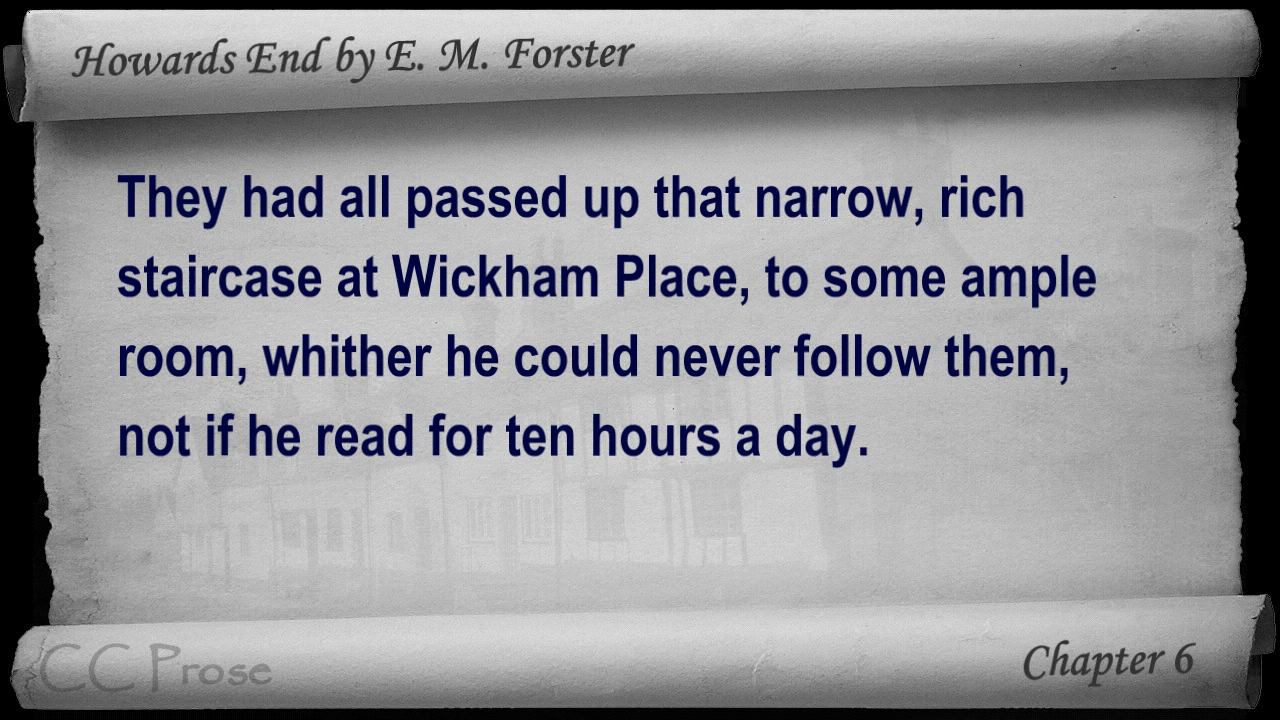 Howards End by E. M. Forster
They had all passed up that narrow, rich
staircase at Wickham Place, to some ample
room, whither he could never follow them,
not if he read for ten hours a day.
CC Prose
Chapter 6